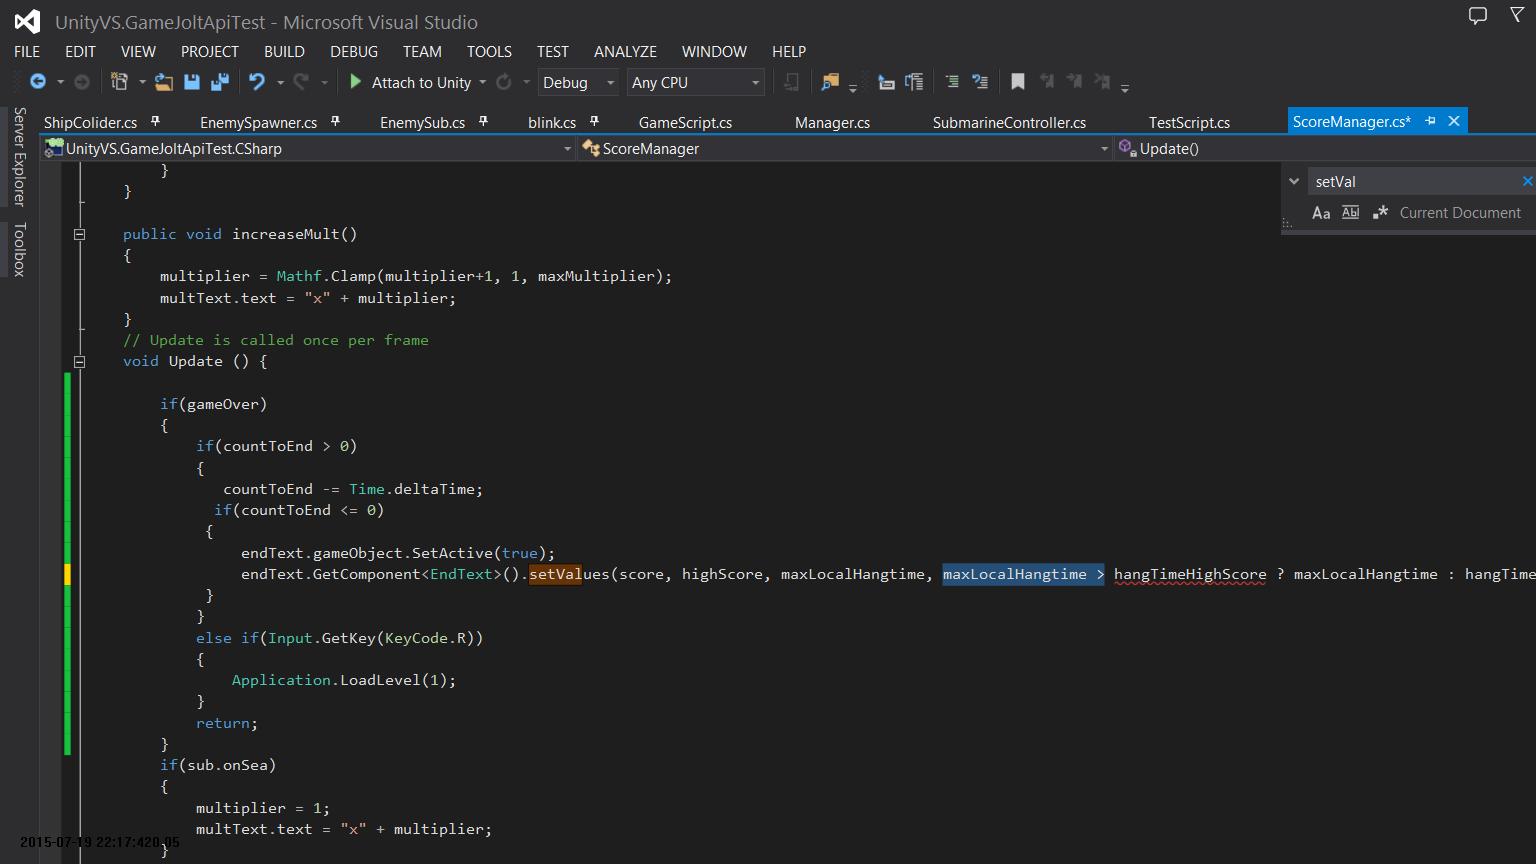 UnityVS.GameJoltApiTest - Microsoft Visual Studio
FILE EDIT VIEW PROJECT BUILD DEBUG TEAM TOOLS TEST ANALYZE WINDOW HELP
Attach to Unity Debug Any CPU
Server Explorer
Toolbox
ShipColider.cs EnemySpawner.cs EnemySub.cs blink.cs GameScript.cs Manager.cs SubmarineController.cs TestScript.cs ScoreManager.cs*
UnityVS.GameJoltApiTest.CSharp ScoreManager Update()
setVal
Aa Abl .* Current Document
}
}
public void increaseMult()
{
multiplier = Mathf.Clamp(multiplier+1, 1, maxMultiplier);
multText.text = "x" + multiplier;
}
// Update is called once per frame
void Update () {
if(gameOver)
{
if(countToEnd > 0)
{
countToEnd -= Time.deltaTime;
if(countToEnd <= 0)
{
endText.gameObject.SetActive(true);
endText.GetComponent<EndText>().setValues(score, highScore, maxLocalHangtime, maxLocalHangtime > hangTimeHighScore ? maxLocalHangtime : hangTime
}
}
else if(Input.GetKey(KeyCode.R))
{
Application.LoadLevel(1);
}
return;
}
if(sub.onSea)
{
multiplier = 1;
multText.text = "x" + multiplier;
}
2015-07-19 22:17:420.05